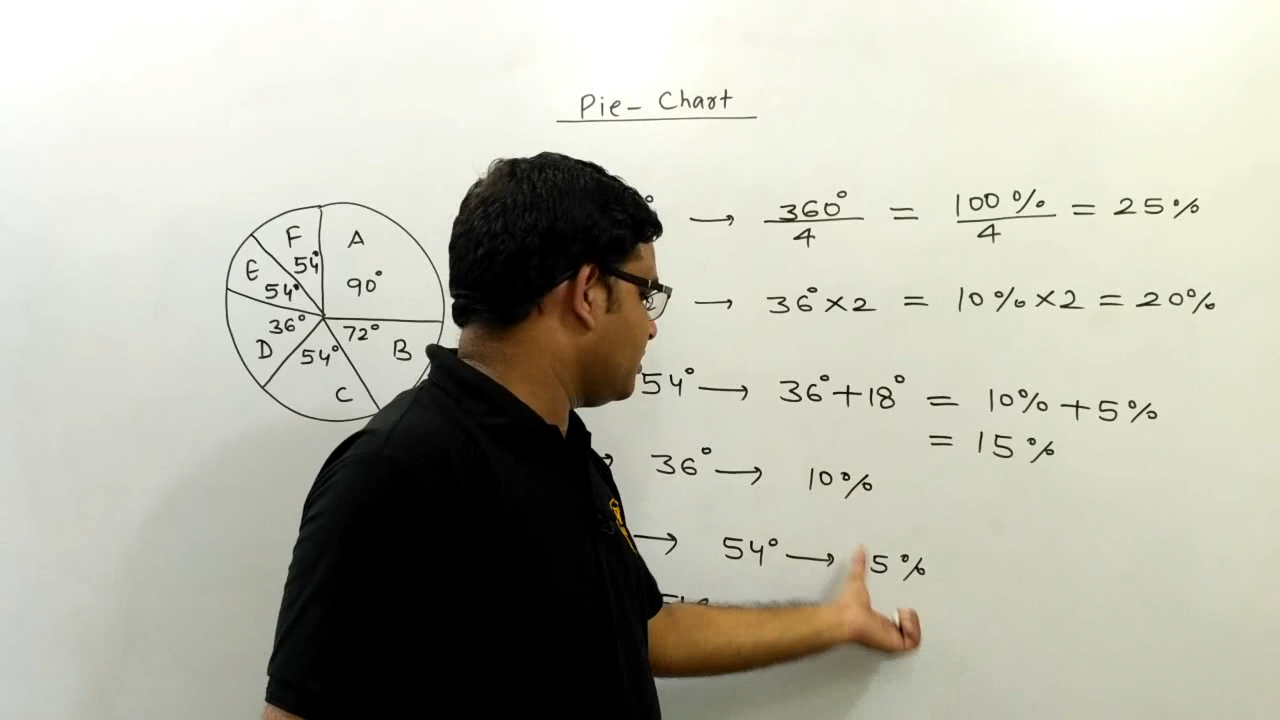 Pie- Chart
F A
E 54° 90°
54°
36° 72°
D 54° B
C
° → 360°/4 = 100%/4 = 25%
→ 36°×2 = 10%×2 = 20%
54° → 36°+18° = 10%+5%
= 15%
→ 36° → 10%
→ 54° → 5%